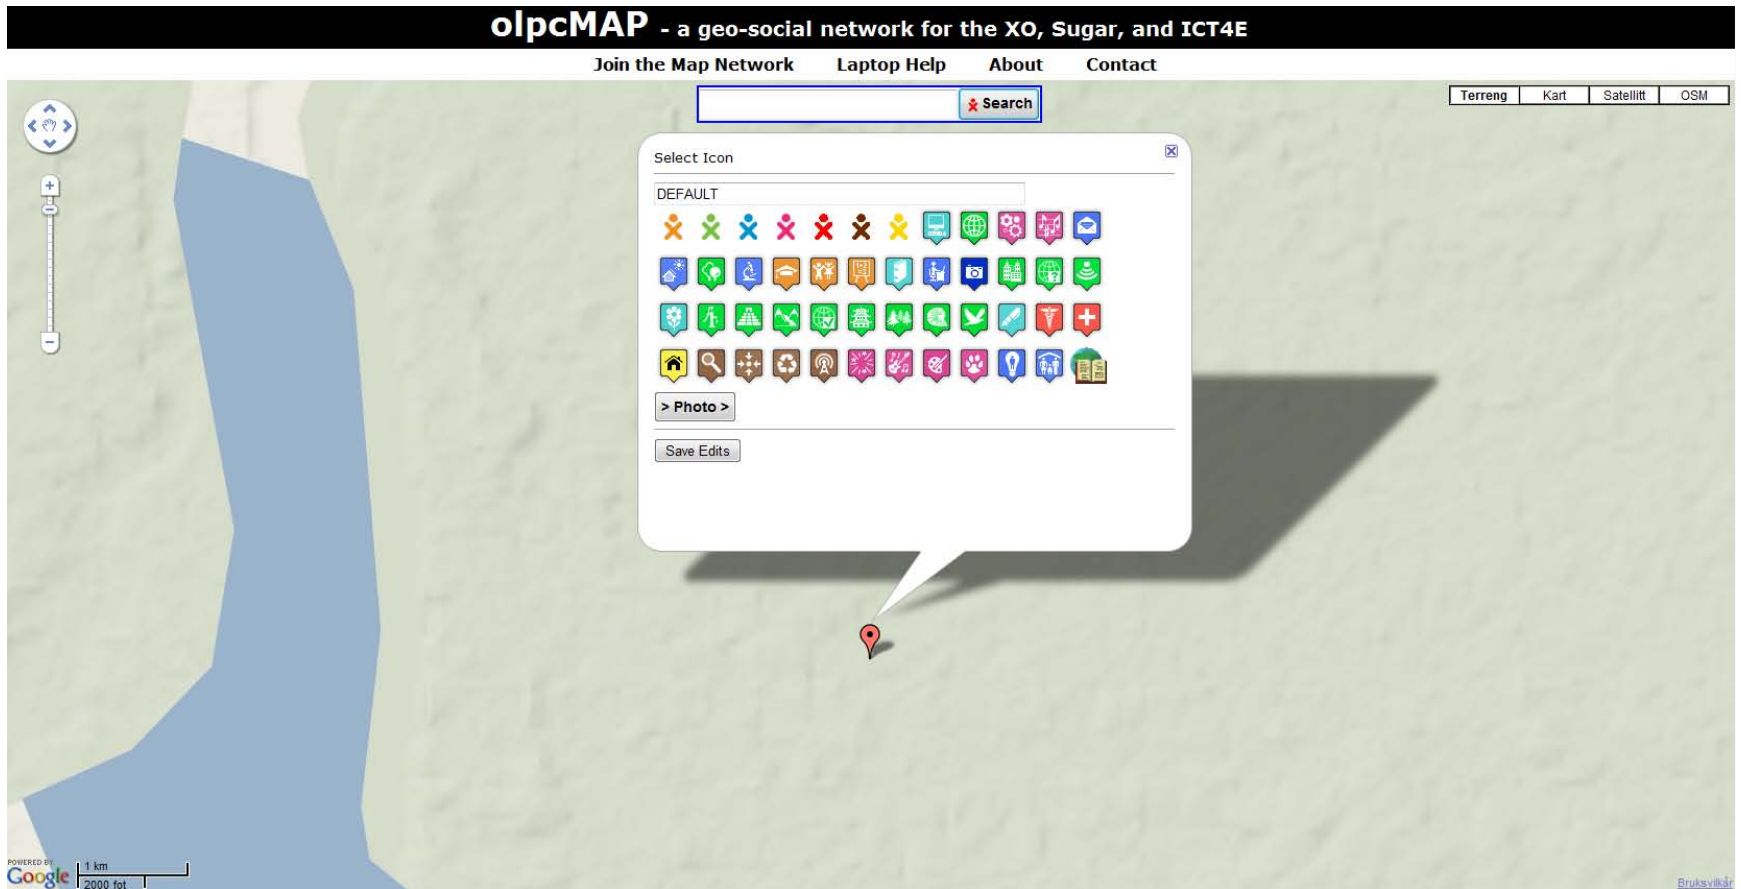 olpcMAP - a geo-social network for the XO, Sugar, and ICT4E
Join the Map Network Laptop Help About Contact
Search
Terreng Kart Satellitt OSM
Select Icon
DEFAULT
> Photo >
Save Edits
POWERED BY
Google
1 km
2000 fot
Bruksvilkår